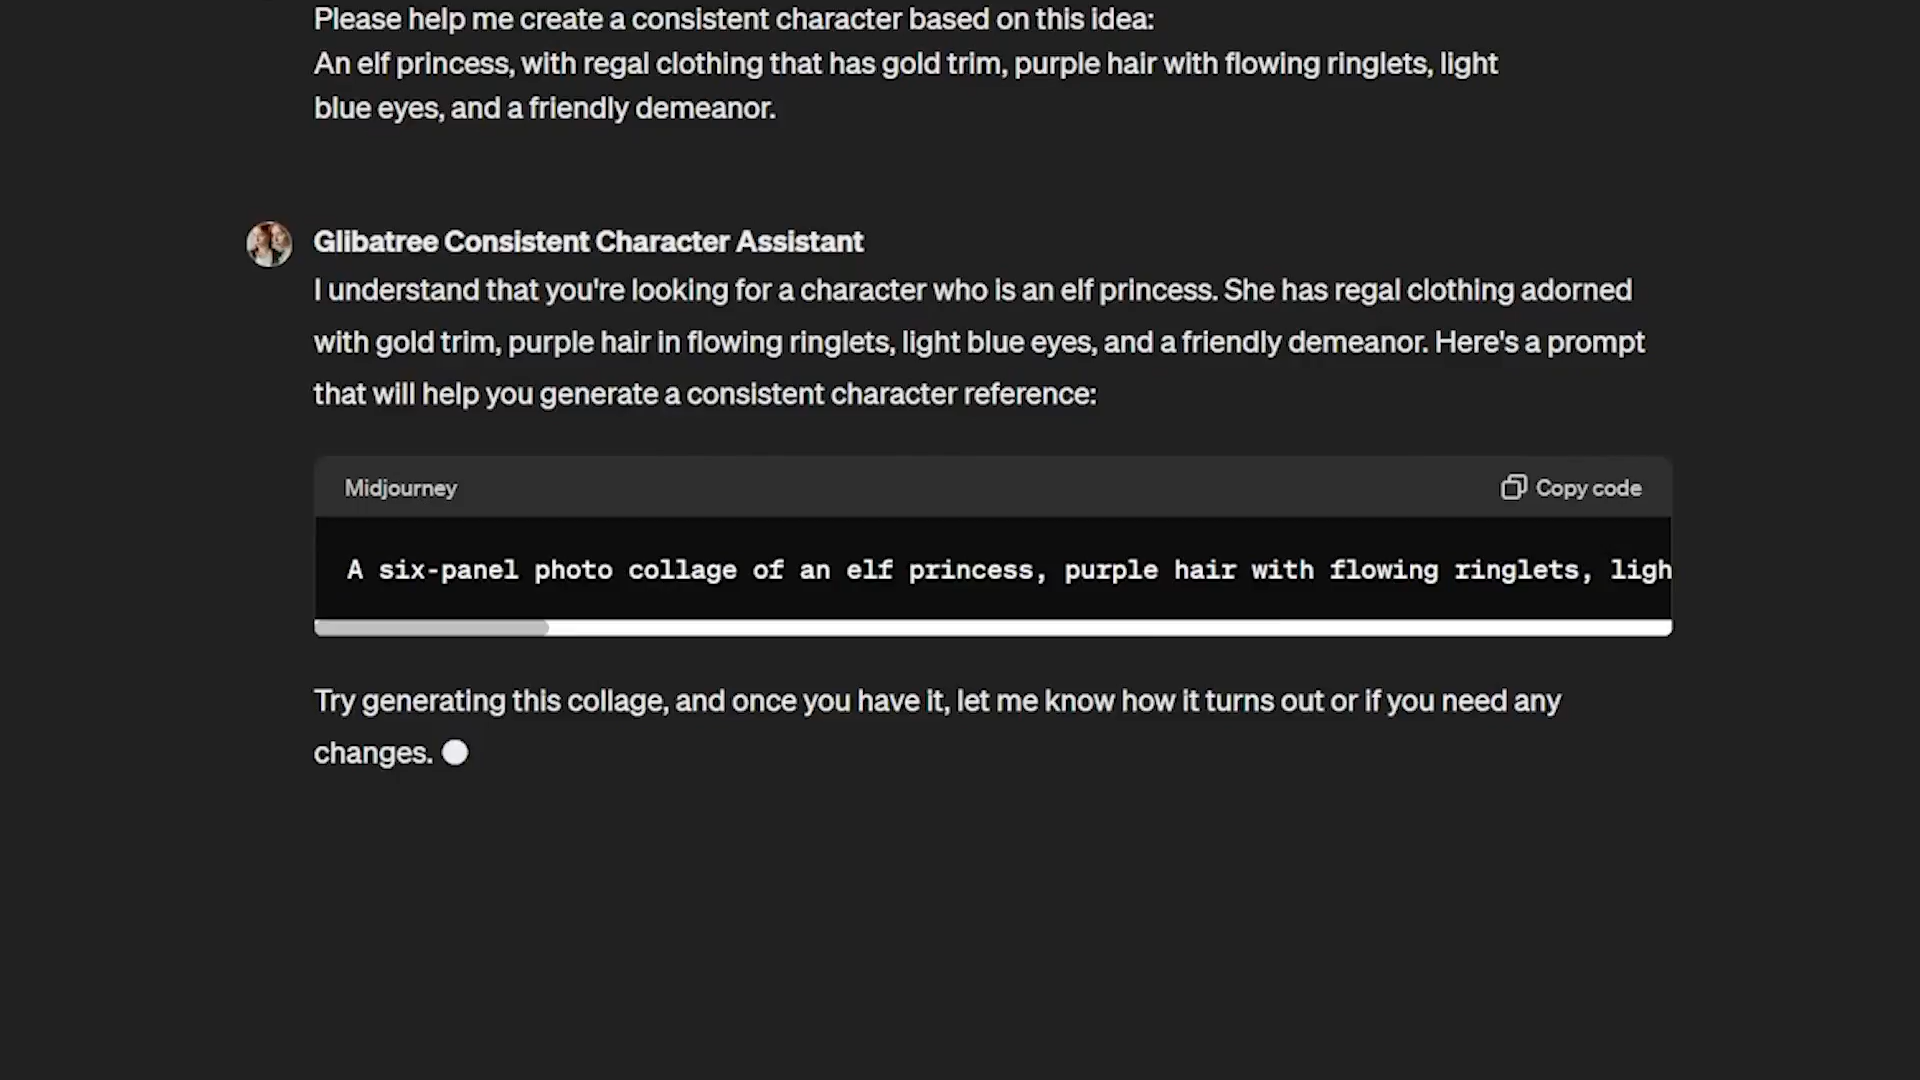 Please help me create a consistent character based on this idea:
An elf princess, with regal clothing that has gold trim, purple hair with flowing ringlets, light
blue eyes, and a friendly demeanor.
Glibatree Consistent Character Assistant
I understand that you're looking for a character who is an elf princess. She has regal clothing adorned
with gold trim, purple hair in flowing ringlets, light blue eyes, and a friendly demeanor. Here's a prompt
that will help you generate a consistent character reference:
Midjourney Copy code
A six-panel photo collage of an elf princess, purple hair with flowing ringlets, ligh
Try generating this collage, and once you have it, let me know how it turns out or if you need any
changes.